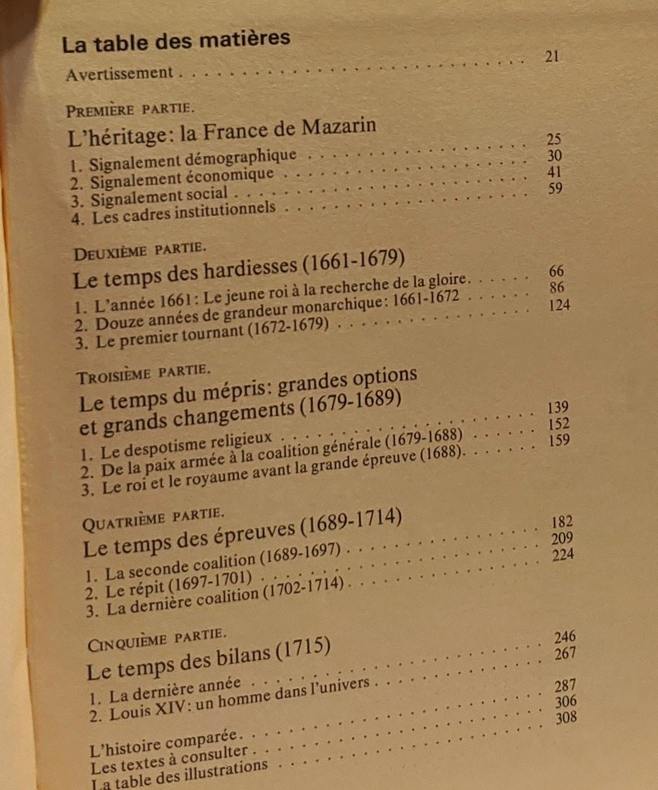 La table des matières
Avertissement . . . . . . . . . . . . . . . . . . . . . . . . . . . . 21
PREMIÈRE PARTIE.
L'héritage: la France de Mazarin
1. Signalement démographique . . . . . . . . . . . . . . . . . 25
2. Signalement économique . . . . . . . . . . . . . . . . . . . 30
3. Signalement social . . . . . . . . . . . . . . . . . . . . . . 41
4. Les cadres institutionnels . . . . . . . . . . . . . . . . . . 59
DEUXIÈME PARTIE.
Le temps des hardiesses (1661-1679)
1. L'année 1661: Le jeune roi à la recherche de la gloire. . . . . . 66
2. Douze années de grandeur monarchique: 1661-1672 . . . . . . 86
3. Le premier tournant (1672-1679) . . . . . . . . . . . . . . . 124
TROISIÈME PARTIE.
Le temps du mépris: grandes options
et grands changements (1679-1689)
1. Le despotisme religieux . . . . . . . . . . . . . . . . . . . . 139
2. De la paix armée à la coalition générale (1679-1688) . . . . . . 152
3. Le roi et le royaume avant la grande épreuve (1688). . . . . . . 159
QUATRIÈME PARTIE.
Le temps des épreuves (1689-1714)
1. La seconde coalition (1689-1697) . . . . . . . . . . . . . . . 182
2. Le répit (1697-1701) . . . . . . . . . . . . . . . . . . . . . . 209
3. La dernière coalition (1702-1714) . . . . . . . . . . . . . . . 224
CINQUIÈME PARTIE.
Le temps des bilans (1715)
1. La dernière année . . . . . . . . . . . . . . . . . . . . . . . 246
2. Louis XIV: un homme dans l'univers . . . . . . . . . . . . . 267
L'histoire comparée. . . . . . . . . . . . . . . . . . . . . . . . 287
Les textes à consulter . . . . . . . . . . . . . . . . . . . . . . . 306
La table des illustrations . . . . . . . . . . . . . . . . . . . . . 308